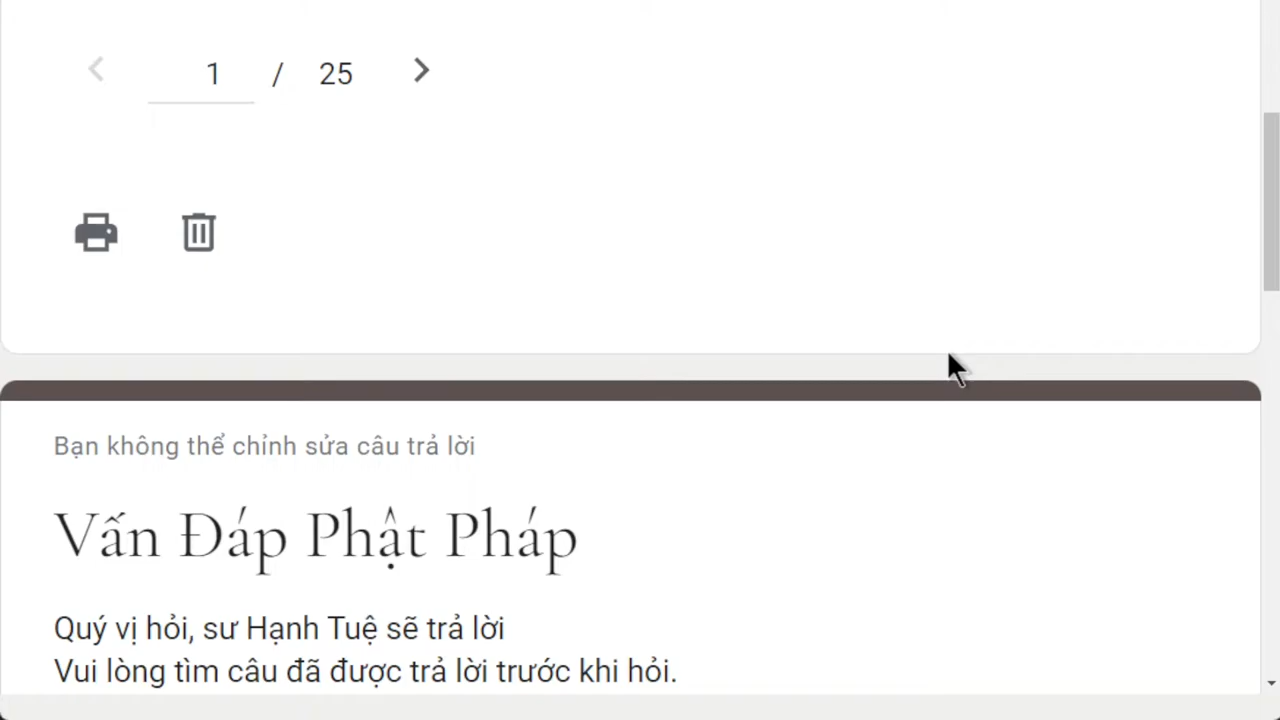 1 / 25
Bạn không thể chỉnh sửa câu trả lời
Vấn Đáp Phật Pháp
Quý vị hỏi, sư Hạnh Tuệ sẽ trả lời
Vui lòng tìm câu đã được trả lời trước khi hỏi.